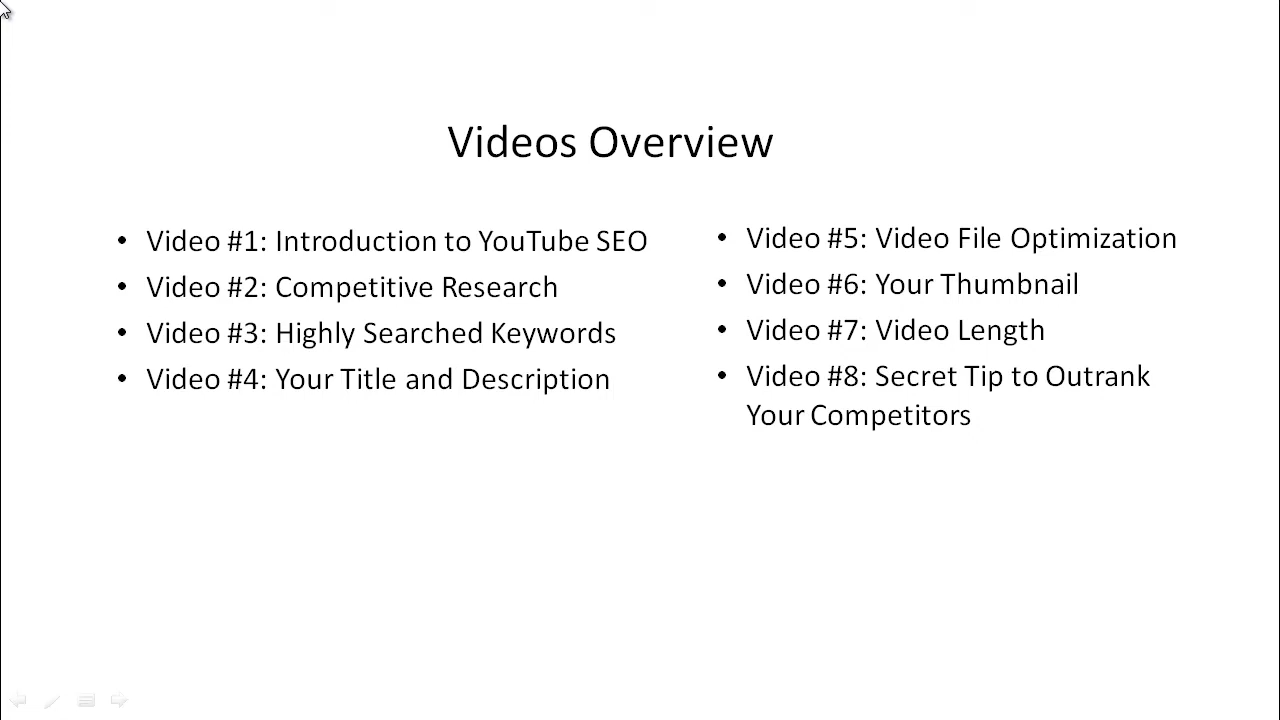 Videos Overview
• Video #1: Introduction to YouTube SEO
• Video #2: Competitive Research
• Video #3: Highly Searched Keywords
• Video #4: Your Title and Description
• Video #5: Video File Optimization
• Video #6: Your Thumbnail
• Video #7: Video Length
• Video #8: Secret Tip to Outrank
Your Competitors